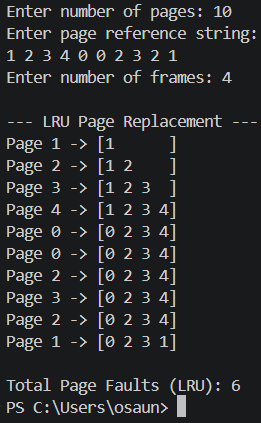 Enter number of pages: 10
Enter page reference string:
1 2 3 4 0 0 2 3 2 1
Enter number of frames: 4
--- LRU Page Replacement ---
Page 1 -> [1      ]
Page 2 -> [1 2    ]
Page 3 -> [1 2 3  ]
Page 4 -> [1 2 3 4]
Page 0 -> [0 2 3 4]
Page 0 -> [0 2 3 4]
Page 2 -> [0 2 3 4]
Page 3 -> [0 2 3 4]
Page 2 -> [0 2 3 4]
Page 1 -> [0 2 3 1]
Total Page Faults (LRU): 6
PS C:\Users\osaun>